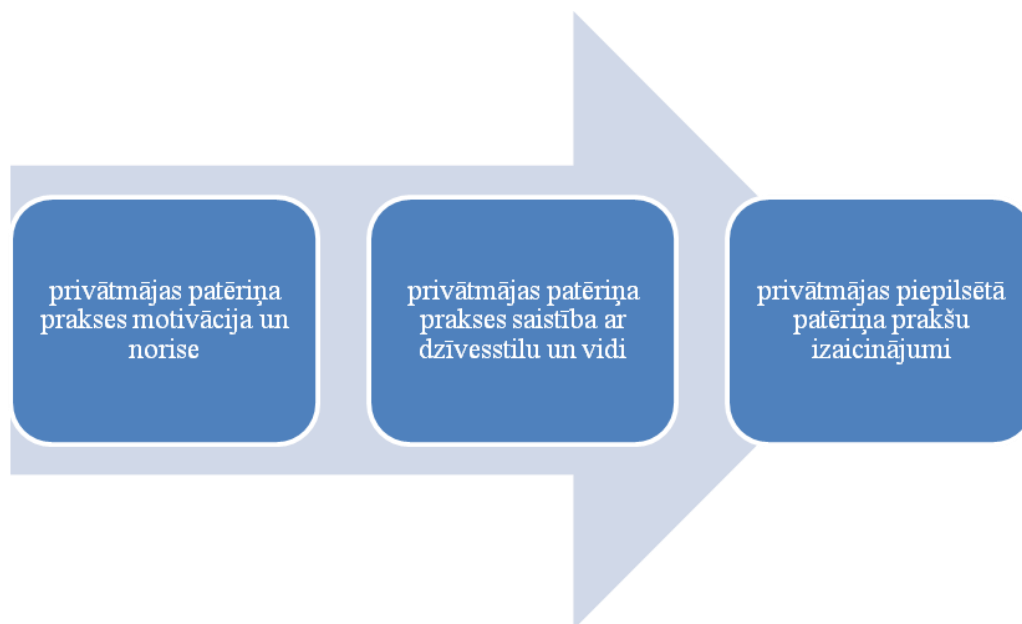 privātmājas patēriņa
prakses motivācija un
norise
privātmājas patēriņa
prakses saistība ar
dzīvesstilu un vidi
privātmājas piepilsētā
patēriņa prakšu
izaicinājumi